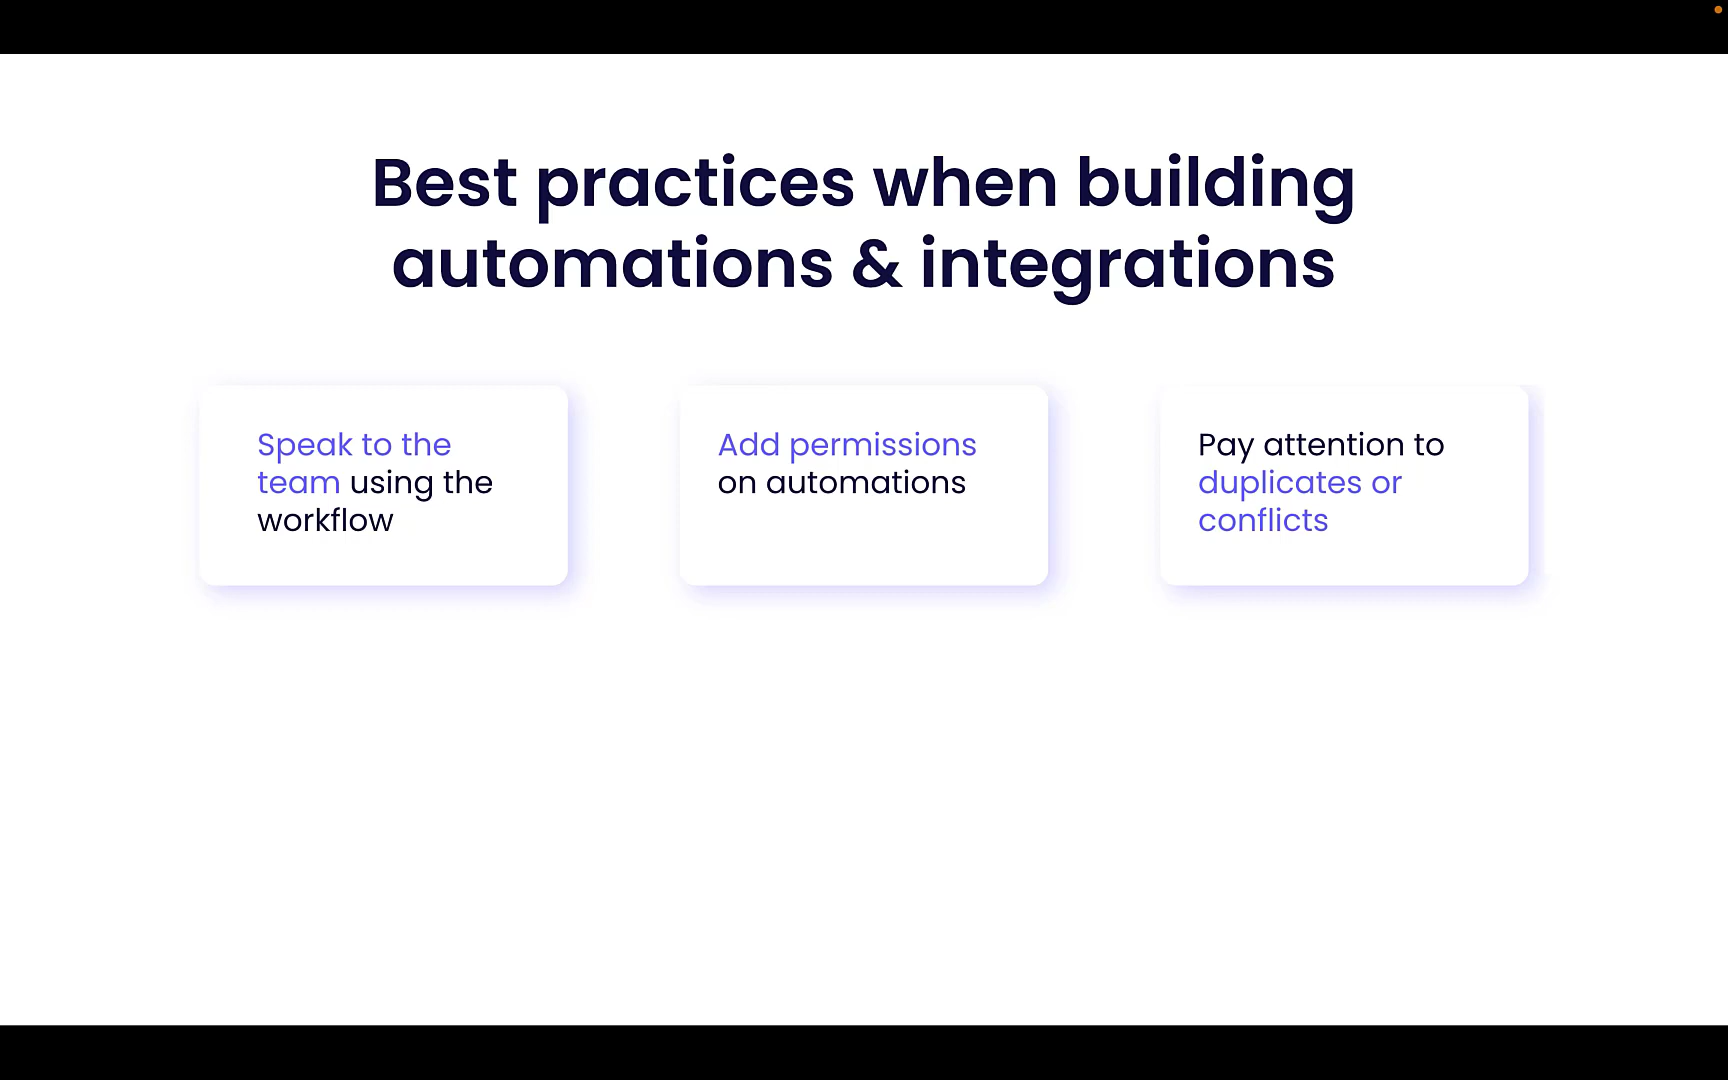 Best practices when building
automations & integrations
Speak to the
team using the
workflow
Add permissions
on automations
Pay attention to
duplicates or
conflicts